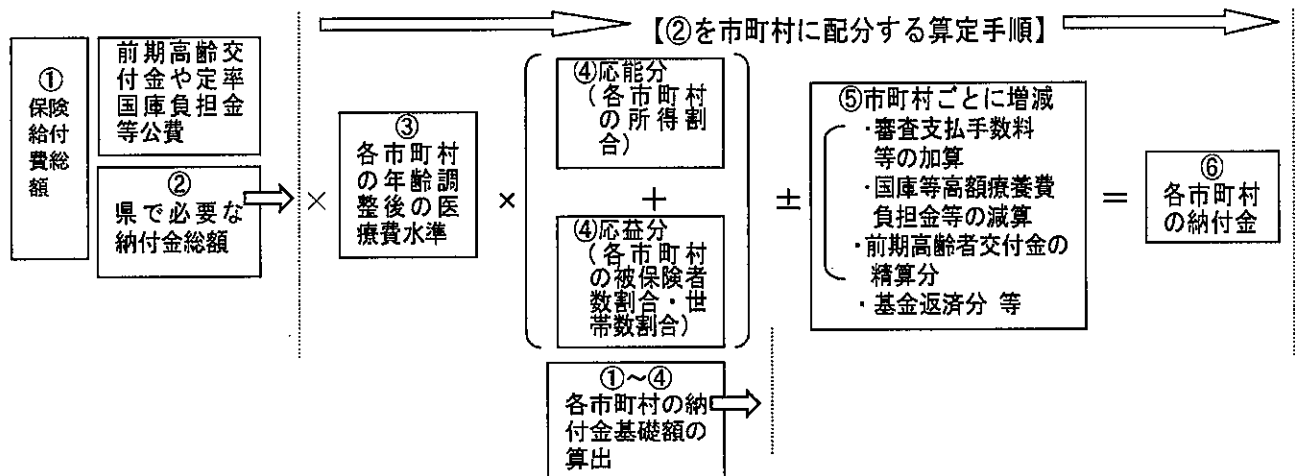 【②を市町村に配分する算定手順】
①
保険
給付
費総
額
前期高齢交
付金や定率
国庫負担金
等公費
②
県で必要な
納付金総額
×
③
各市町村
の年齢調
整後の医
療費水準
×
④応能分
(各市町村
の所得割
合)
+
④応益分
(各市町村
の被保険者
数割合・世
帯数割合)
①～④
各市町村の納
付金基礎額の
算出
±
⑤市町村ごとに増減
・審査支払手数料
等の加算
・国庫等高額療養費
負担金等の減算
・前期高齢者交付金の
精算分
・基金返済分 等
=
⑥
各市町村
の納付金